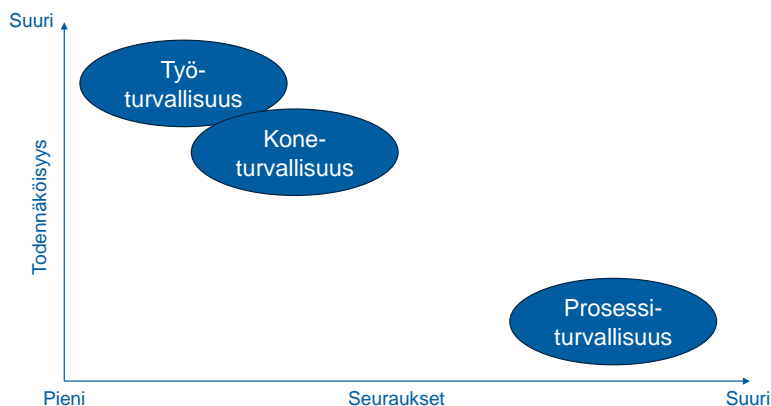 Suuri
Työ-
turvallisuus
Kone-
turvallisuus
Todennäköisyys
Prosessi-
turvallisuus
Pieni
Seuraukset
Suuri